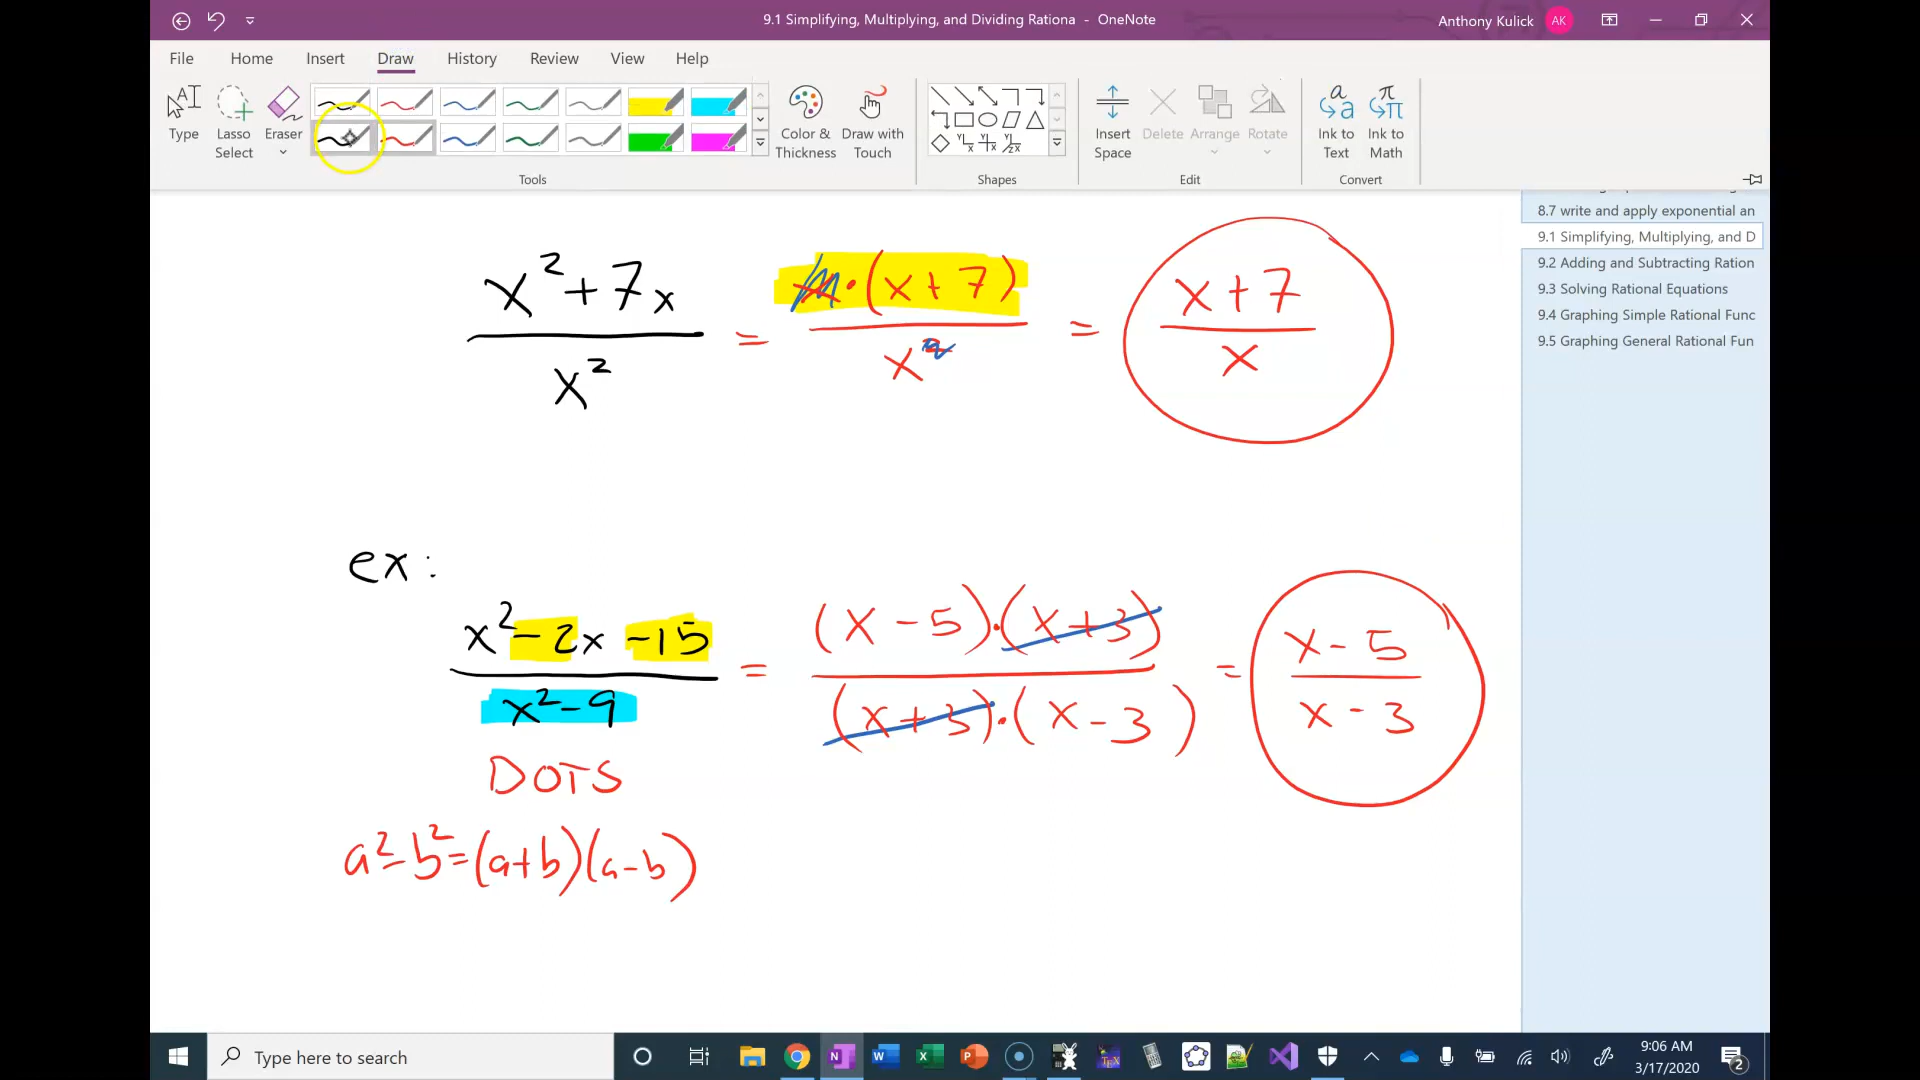 9.1 Simplifying, Multiplying, and Dividing Rationa - OneNote
Anthony Kulick AK
File Home Insert Draw History Review View Help
Type
Lasso Select
Eraser
Color & Thickness
Draw with Touch
Insert Space
Delete
Arrange
Rotate
Ink to Text
Ink to Math
Tools
Shapes
Edit
Convert
8.7 write and apply exponential an
9.1 Simplifying, Multiplying, and D
9.2 Adding and Subtracting Ration
9.3 Solving Rational Equations
9.4 Graphing Simple Rational Func
9.5 Graphing General Rational Fun
x²+7x / x² = x·(x+7) / x² = x+7 / x
ex:
x²-2x-15 / x²-9 = (x-5)·(x+3) / (x+3)·(x-3) = x-5 / x-3
DOTS
a²-b²=(a+b)(a-b)
Type here to search
9:06 AM
3/17/2020
2